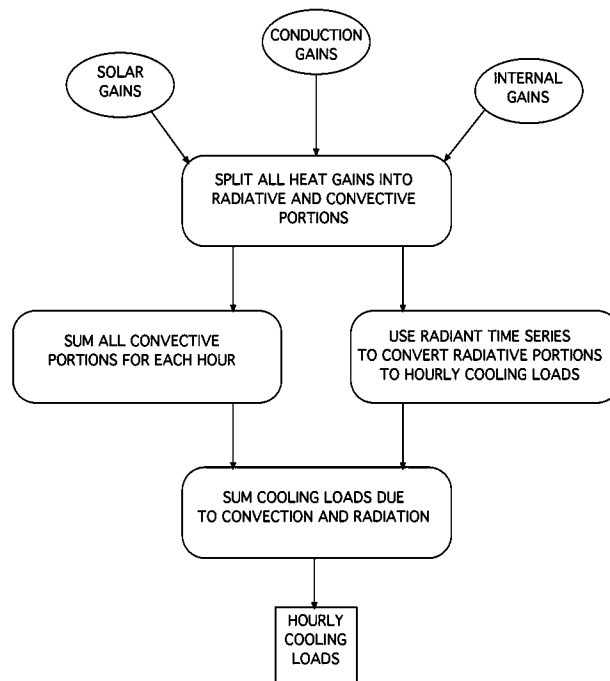 CONDUCTION
GAINS
SOLAR
GAINS
INTERNAL
GAINS
SPLIT ALL HEAT GAINS INTO
RADIATIVE AND CONVECTIVE
PORTIONS
SUM ALL CONVECTIVE
PORTIONS FOR EACH HOUR
USE RADIANT TIME SERIES
TO CONVERT RADIATIVE PORTIONS
TO HOURLY COOLING LOADS
SUM COOLING LOADS DUE
TO CONVECTION AND RADIATION
HOURLY
COOLING
LOADS